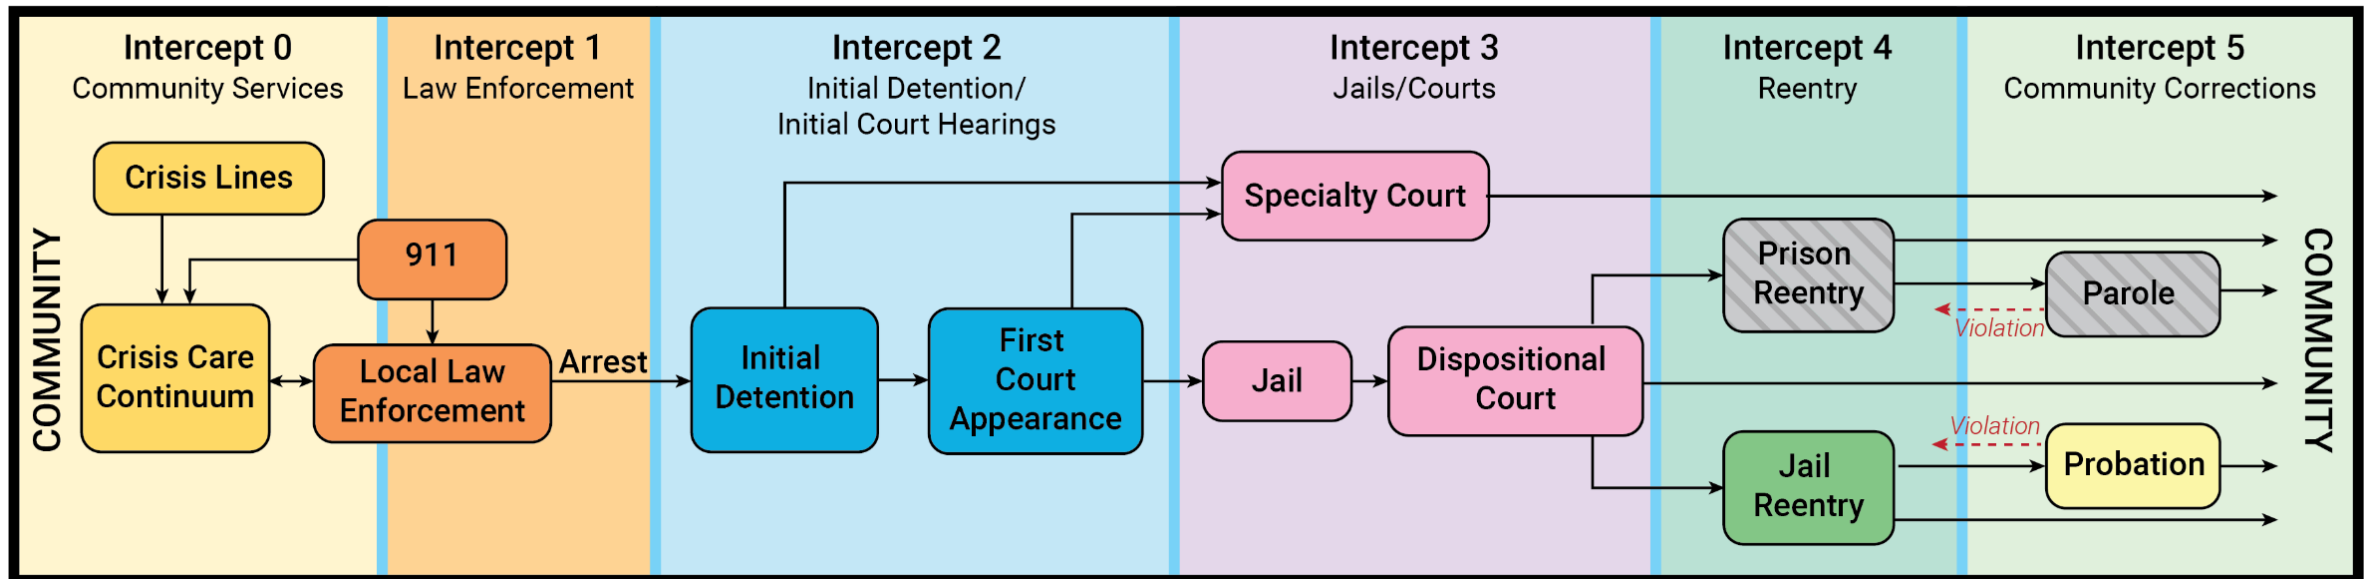 Intercept 0
Community Services
Intercept 1
Law Enforcement
Intercept 2
Initial Detention/
Initial Court Hearings
Intercept 3
Jails/Courts
Intercept 4
Reentry
Intercept 5
Community Corrections
COMMUNITY
Crisis Lines
911
Crisis Care
Continuum
Local Law
Enforcement
Arrest
Initial
Detention
First
Court
Appearance
Specialty Court
Jail
Dispositional
Court
Prison
Reentry
Parole
Violation
Jail
Reentry
Violation
Probation
COMMUNITY